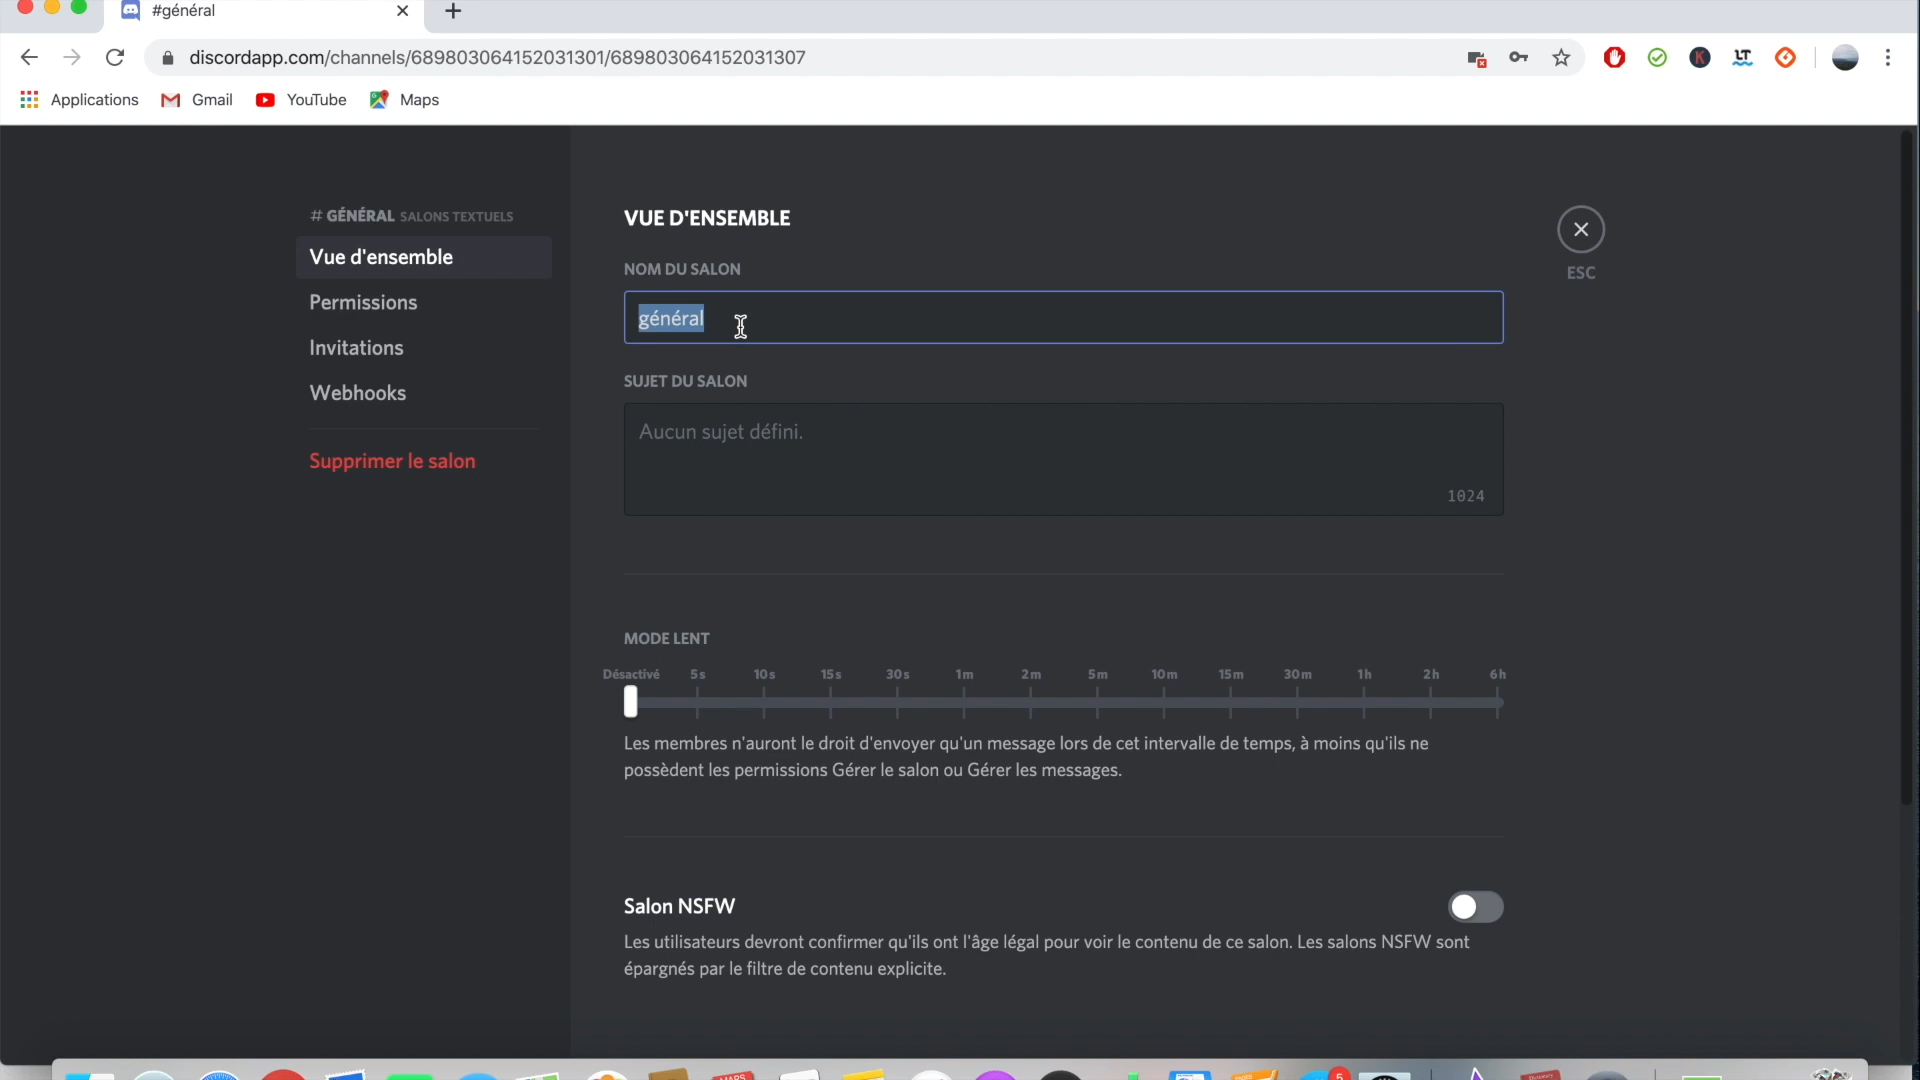 #général
discordapp.com/channels/689803064152031301/689803064152031307
Applications Gmail YouTube Maps
# GÉNÉRAL SALONS TEXTUELS
Vue d'ensemble
Permissions
Invitations
Webhooks
Supprimer le salon
VUE D'ENSEMBLE
NOM DU SALON
général
ESC
SUJET DU SALON
Aucun sujet défini.
1024
MODE LENT
Désactivé 5s 10s 15s 30s 1m 2m 5m 10m 15m 30m 1h 2h 6h
Les membres n'auront le droit d'envoyer qu'un message lors de cet intervalle de temps, à moins qu'ils ne
possèdent les permissions Gérer le salon ou Gérer les messages.
Salon NSFW
Les utilisateurs devront confirmer qu'ils ont l'âge légal pour voir le contenu de ce salon. Les salons NSFW sont
épargnés par le filtre de contenu explicite.
MARS
5